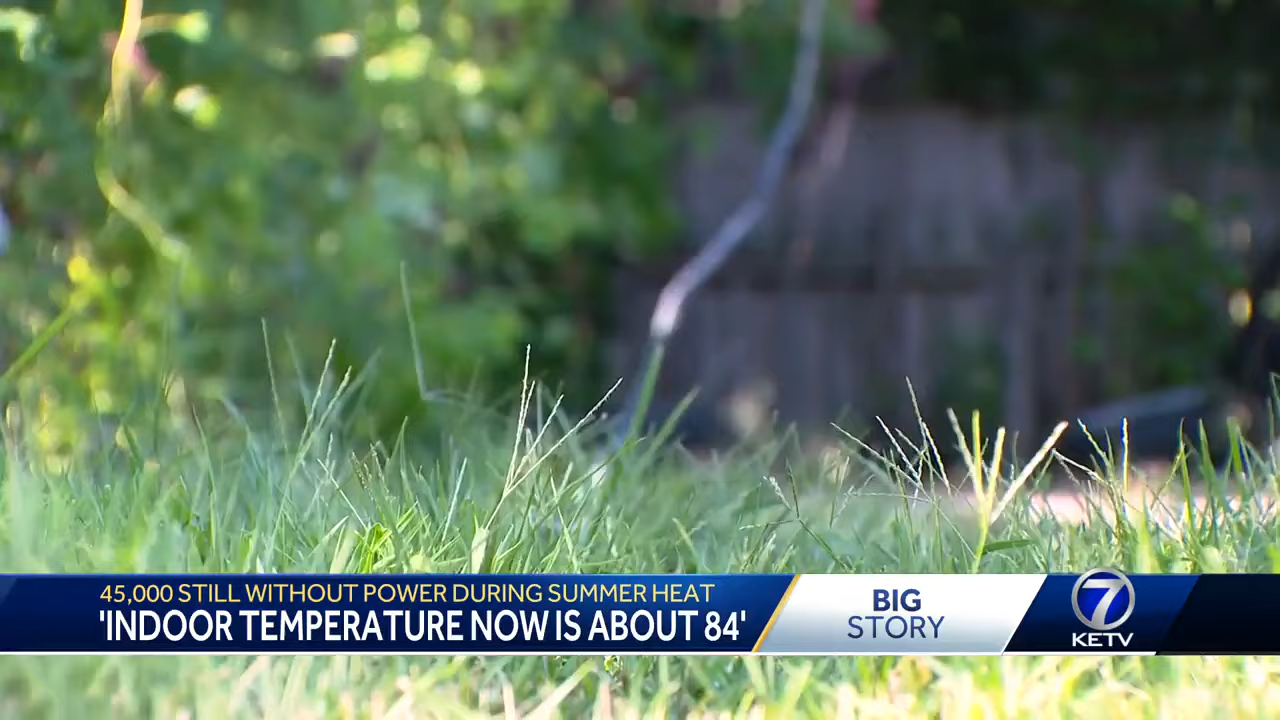 45,000 STILL WITHOUT POWER DURING SUMMER HEAT
'INDOOR TEMPERATURE NOW IS ABOUT 84'
BIG
STORY
7
KETV